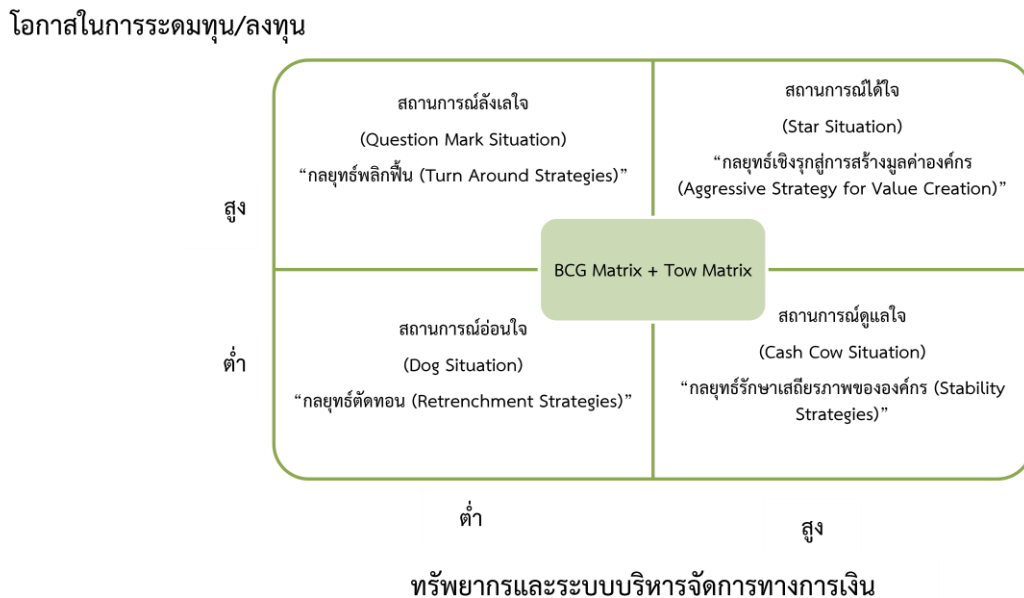 โอกาสในการระดมทุน/ลงทุน
สถานการณ์ลังเลใจ
(Question Mark Situation)
“กลยุทธ์พลิกฟื้น (Turn Around Strategies)”
สถานการณ์ได้ใจ
(Star Situation)
“กลยุทธ์เชิงรุกสู่การสร้างมูลค่าองค์กร
(Aggressive Strategy for Value Creation)”
สูง
BCG Matrix + Tow Matrix
ต่ำ
สถานการณ์อ่อนใจ
(Dog Situation)
“กลยุทธ์ตัดทอน (Retrenchment Strategies)”
สถานการณ์ดูแลใจ
(Cash Cow Situation)
“กลยุทธ์รักษาเสถียรภาพขององค์กร (Stability
Strategies)”
ต่ำ
สูง
ทรัพยากรและระบบบริหารจัดการทางการเงิน